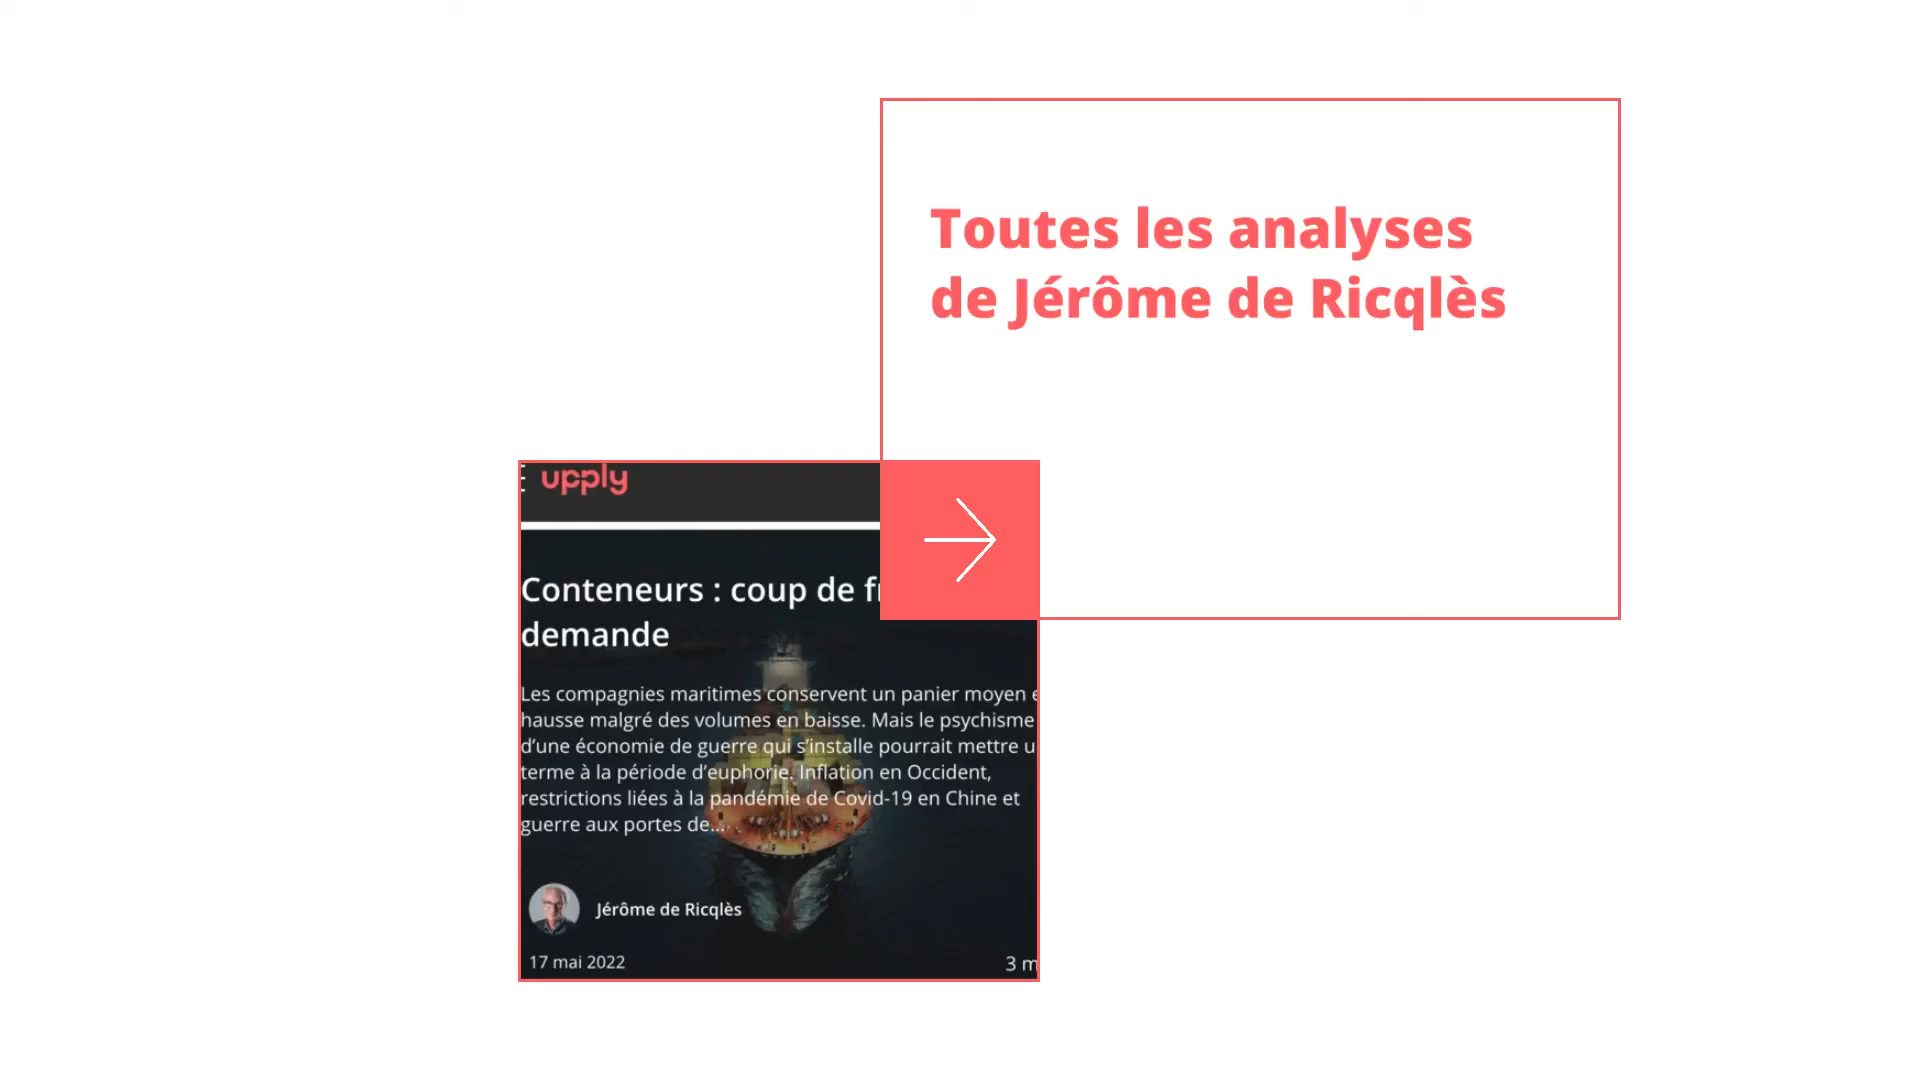 Toutes les analyses
de Jérôme de Ricqlès
upply
Conteneurs : coup de
demande
Les compagnies maritimes conservent un panier moyen
hausse malgré des volumes en baisse. Mais le psychisme
d’une économie de guerre qui s’installe pourrait mettre
terme à la période d’euphorie. Inflation en Occident,
restrictions liées à la pandémie de Covid-19 en Chine et
guerre aux portes de...
Jérôme de Ricqlès
17 mai 2022
3